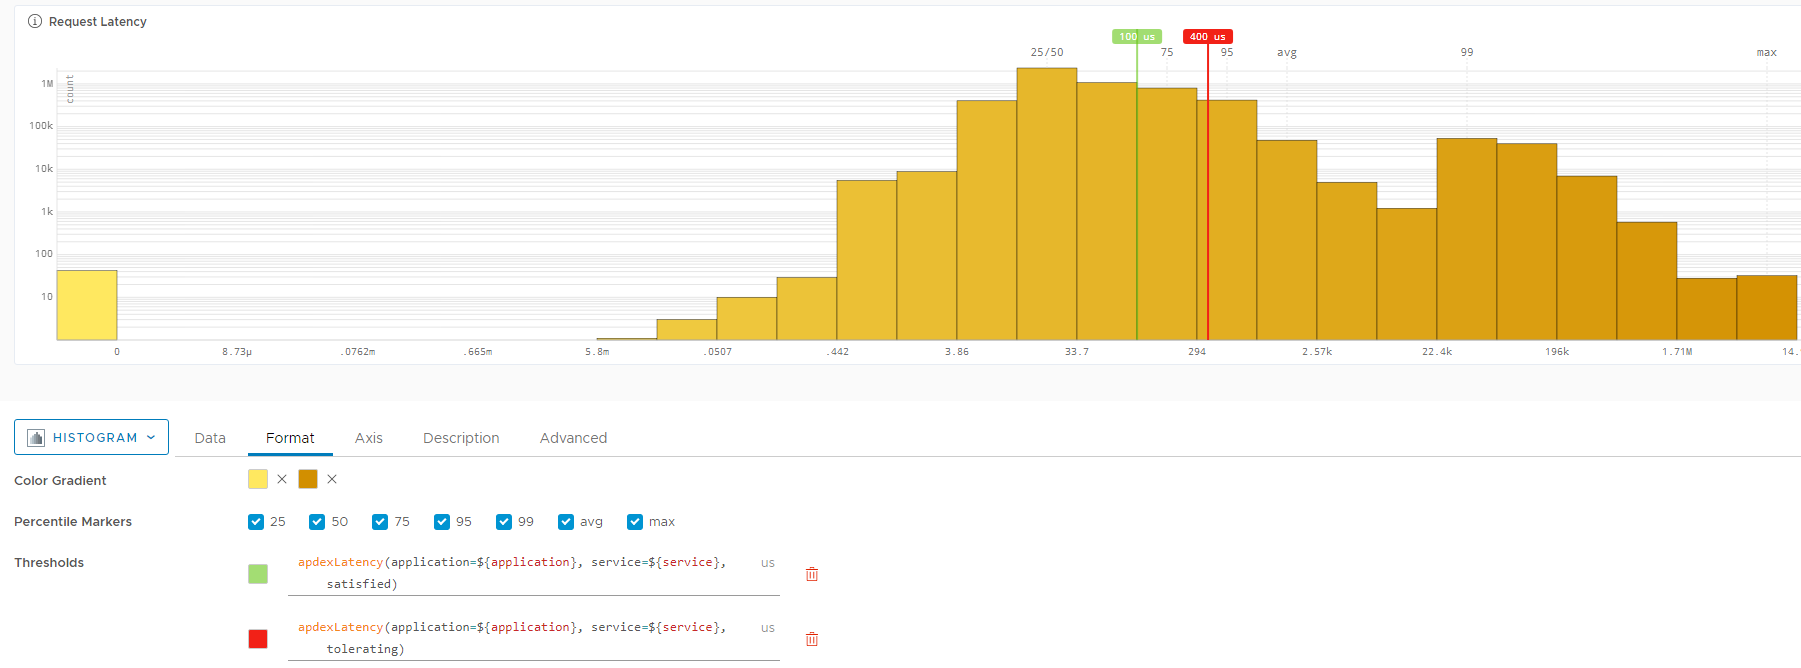 Request Latency
100 us 400 us
25/50 75 95 avg 99 max
count
1M
100k
10k
1k
100
10
0 8.73µ .0762m .665m 5.8m .0507 .442 3.86 33.7 294 2.57k 22.4k 196k 1.71M 14.
HISTOGRAM Data Format Axis Description Advanced
Color Gradient
Percentile Markers 25 50 75 95 99 avg max
Thresholds apdexLatency(application=${application}, service=${service}, us
satisfied)
apdexLatency(application=${application}, service=${service}, us
tolerating)